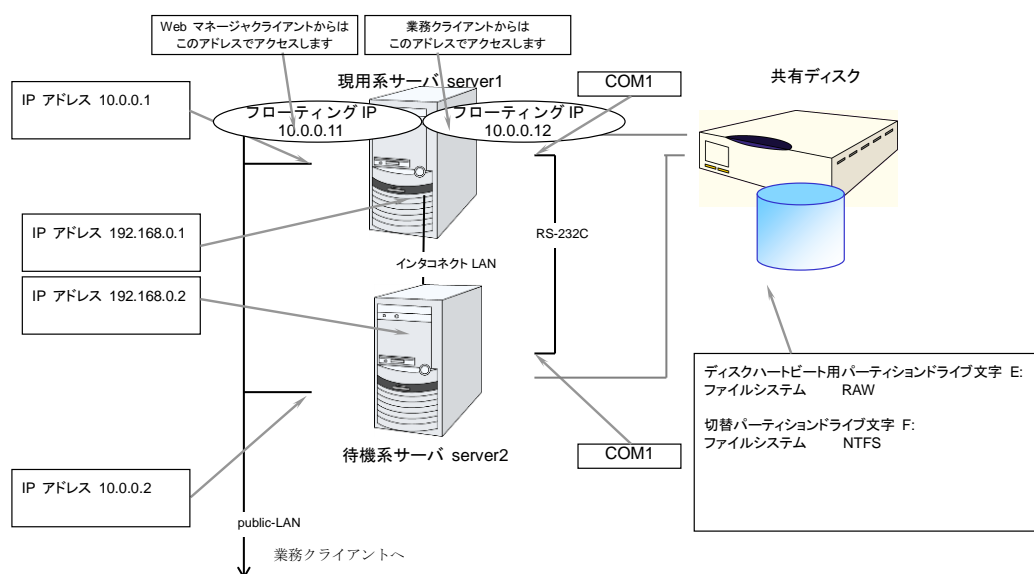 Web マネージャクライアントからは
このアドレスでアクセスします
業務クライアントからは
このアドレスでアクセスします
現用系サーバ server1
COM1
共有ディスク
IP アドレス 10.0.0.1
フローティング IP
10.0.0.11
フローティング IP
10.0.0.12
IP アドレス 192.168.0.1
RS-232C
インタコネクト LAN
IP アドレス 192.168.0.2
ディスクハートビート用パーティションドライブ文字 E:
ファイルシステム RAW
切替パーティションドライブ文字 F:
ファイルシステム NTFS
待機系サーバ server2
COM1
IP アドレス 10.0.0.2
public-LAN
業務クライアントへ